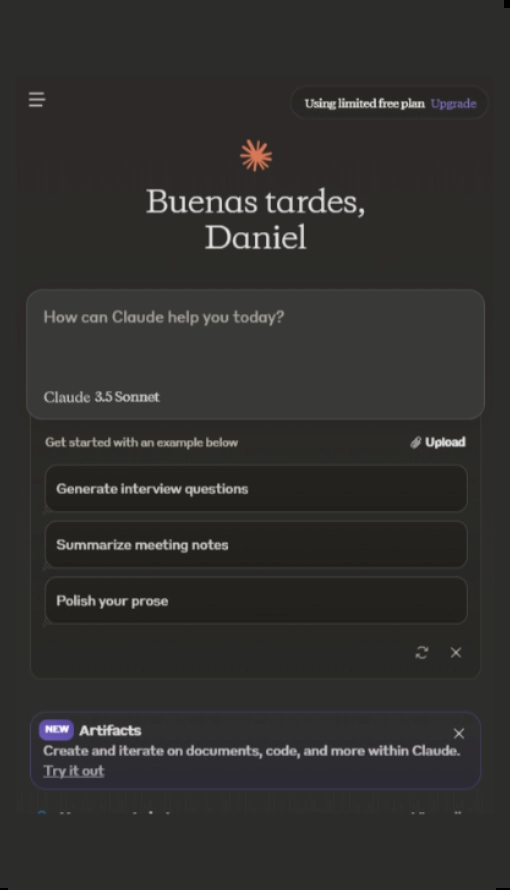 Using limited free plan Upgrade
Buenas tardes,
Daniel
How can Claude help you today?
Claude 3.5 Sonnet
Get started with an example below Upload
Generate interview questions
Summarize meeting notes
Polish your prose
NEW Artifacts
Create and iterate on documents, code, and more within Claude.
Try it out